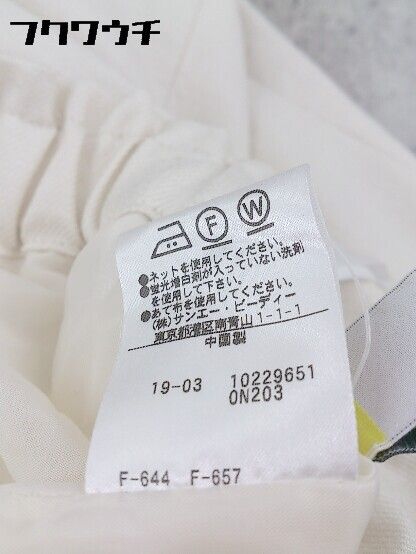 フクワウチ
F W
●ネットを使用してください。
●蛍光増白剤が入っていない洗剤
を使用して下さい。
●あて布を使用してください。
(株)サンエー・ビーディー
東京都港区南青山1-1-1
中国製
19-03 10229651
0N203
F-644 F-657